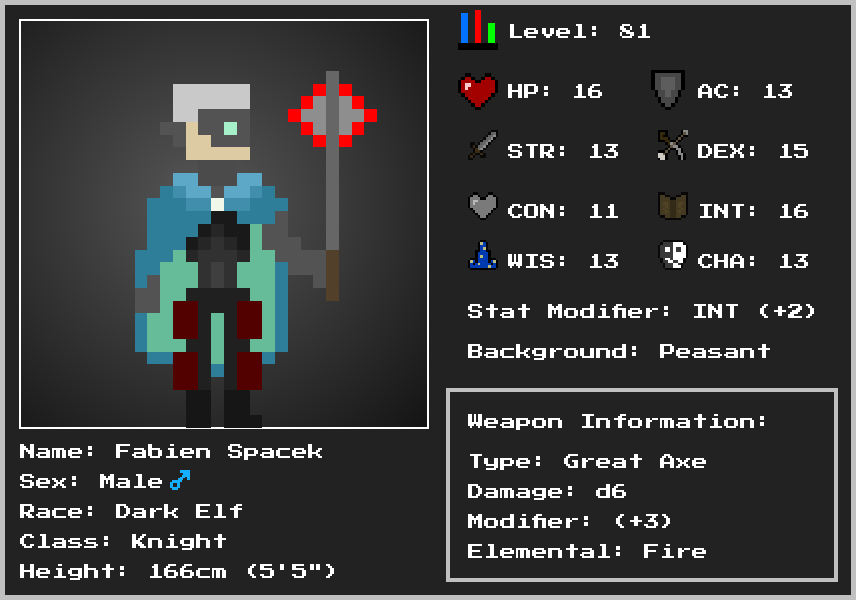 Level: 81
HP: 16
AC: 13
STR: 13
DEX: 15
CON: 11
INT: 16
WIS: 13
CHA: 13
Stat Modifier: INT (+2)
Background: Peasant
Weapon Information:
Type: Great Axe
Damage: d6
Modifier: (+3)
Elemental: Fire
Name: Fabien Spacek
Sex: Male ♂
Race: Dark Elf
Class: Knight
Height: 166cm (5'5")